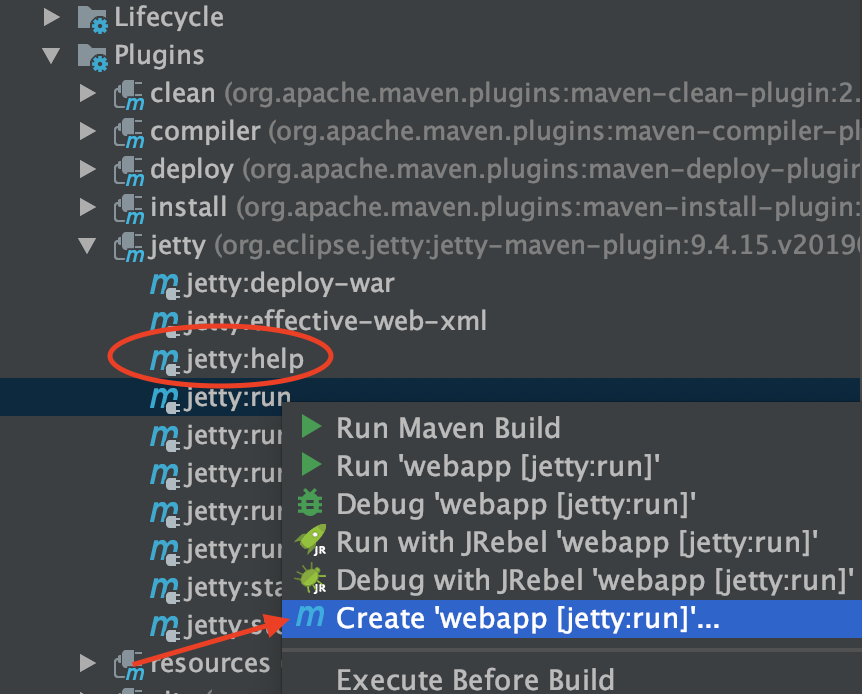 Lifecycle
Plugins
clean (org.apache.maven.plugins:maven-clean-plugin:2.
compiler (org.apache.maven.plugins:maven-compiler-pl
deploy (org.apache.maven.plugins:maven-deploy-plugin
install (org.apache.maven.plugins:maven-install-plugin:
jetty (org.eclipse.jetty:jetty-maven-plugin:9.4.15.v2019
jetty:deploy-war
jetty:effective-web-xml
jetty:help
jetty:run
jetty:run
Run Maven Build
jetty:run
Run 'webapp [jetty:run]'
jetty:run
Debug 'webapp [jetty:run]'
jetty:run
Run with JRebel 'webapp [jetty:run]'
jetty:sta
Debug with JRebel 'webapp [jetty:run]'
Create 'webapp [jetty:run]'...
resources
Execute Before Build